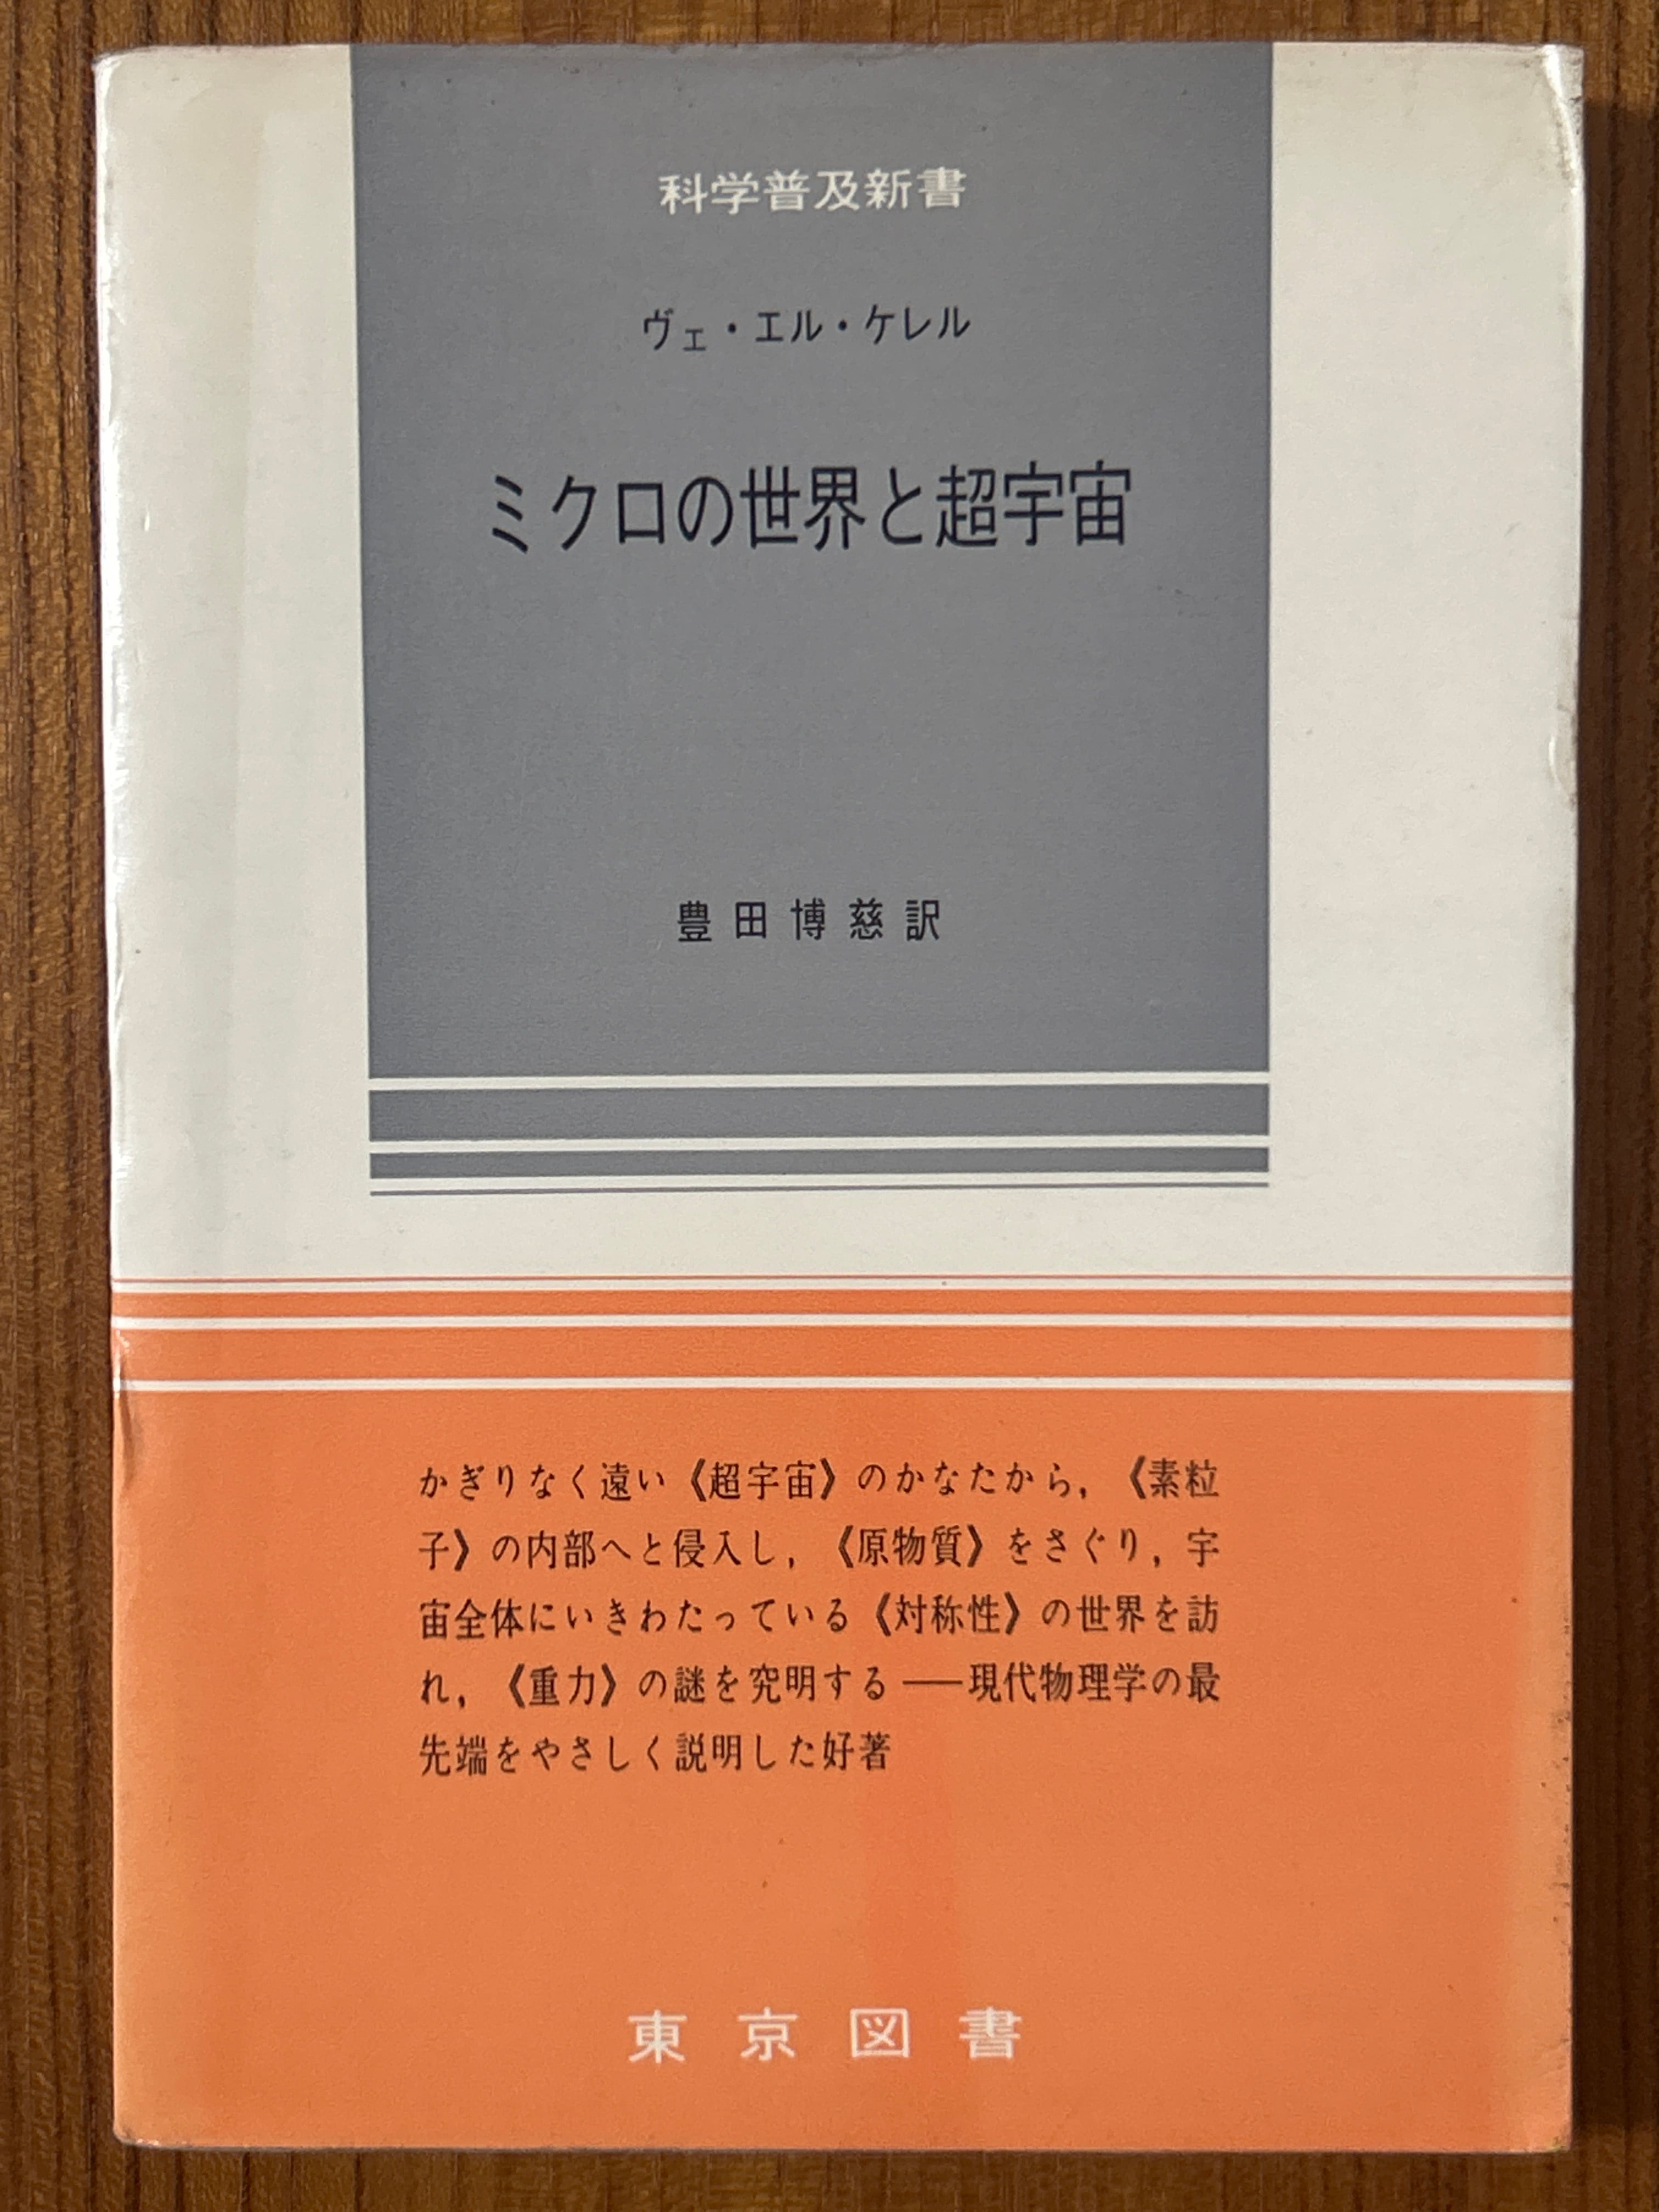 科学普及新書
ヴェ・エル・ケレル
ミクロの世界と超宇宙
豊田博慈訳
かぎりなく遠い《超宇宙》のかなたから，《素粒
子》の内部へと侵入し，《原物質》をさぐり，宇
宙全体にいきわたっている《対称性》の世界を訪
れ，《重力》の謎を究明する――現代物理学の最
先端をやさしく説明した好著
東京図書